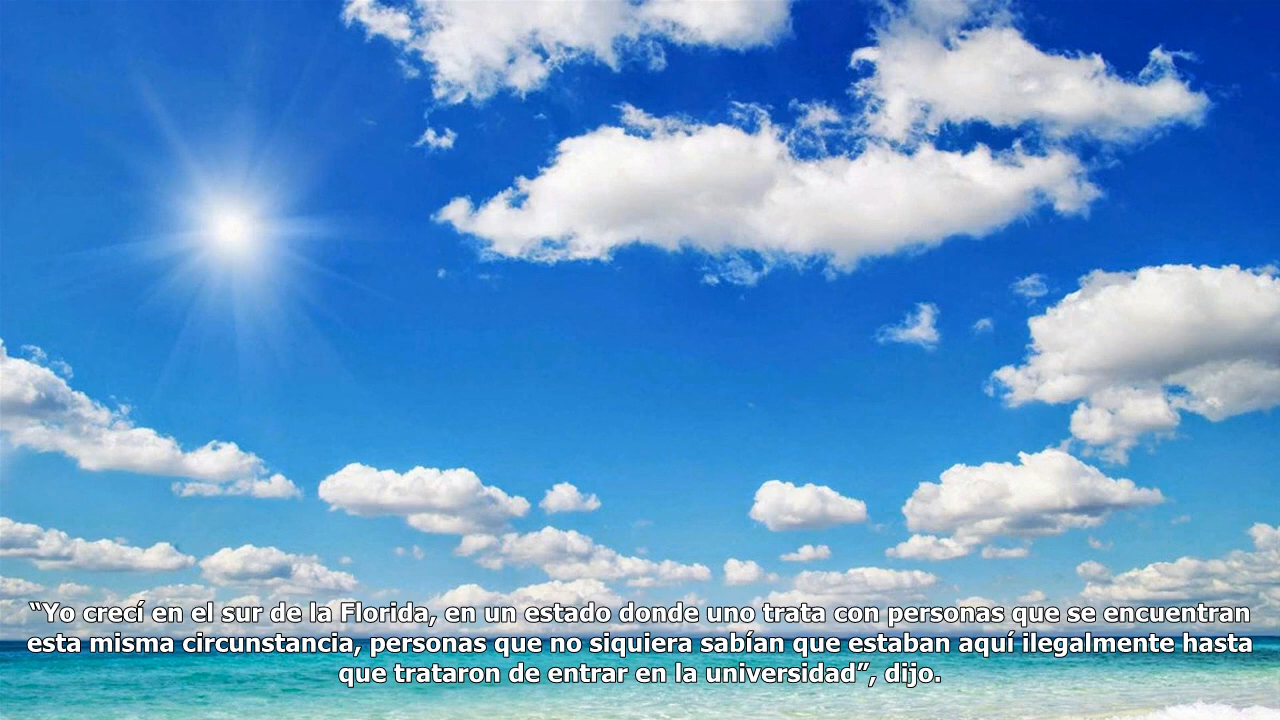 “Yo crecí en el sur de la Florida, en un estado donde uno trata con personas que se encuentran
esta misma circunstancia, personas que no siquiera sabían que estaban aquí ilegalmente hasta
que trataron de entrar en la universidad”, dijo.